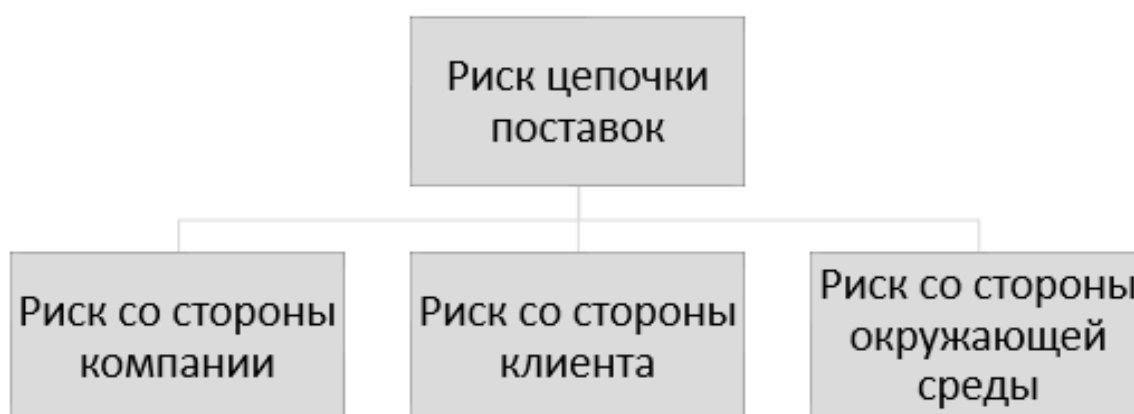 Риск цепочки
поставок
Риск со стороны
компании
Риск со стороны
клиента
Риск со стороны
окружающей
среды